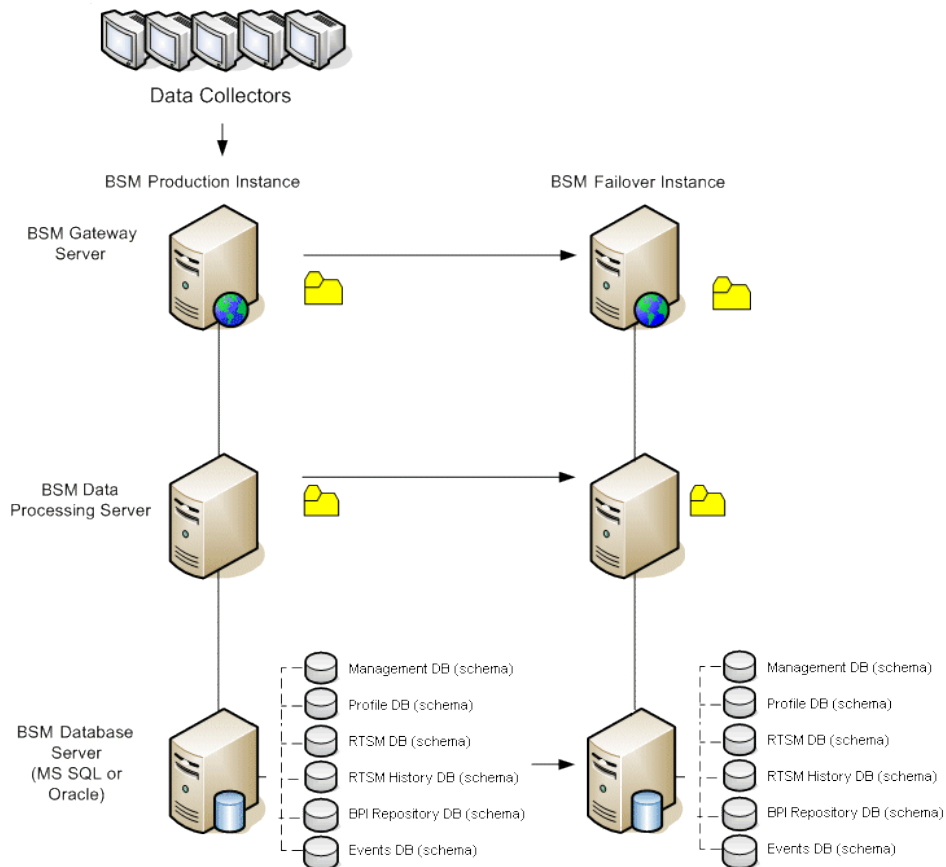 Data Collectors
BSM Production Instance
BSM Failover Instance
BSM Gateway
Server
BSM Data
Processing Server
BSM Database
Server
(MS SQL or
Oracle)
Management DB (schema)
Profile DB (schema)
RTSM DB (schema)
RTSM History DB (schema)
BPI Repository DB (schema)
Events DB (schema)
Management DB (schema)
Profile DB (schema)
RTSM DB (schema)
RTSM History DB (schema)
BPI Repository DB (schema)
Events DB (schema)